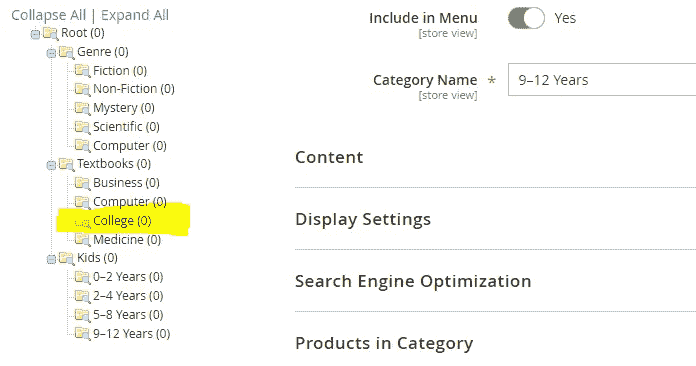 Collapse All | Expand All
Root (0)
Genre (0)
Fiction (0)
Non-Fiction (0)
Mystery (0)
Scientific (0)
Computer (0)
Textbooks (0)
Business (0)
Computer (0)
College (0)
Medicine (0)
Kids (0)
0–2 Years (0)
2–4 Years (0)
5–8 Years (0)
9–12 Years (0)
Include in Menu Yes
[store view]
Category Name * 9–12 Years
[store view]
Content
Display Settings
Search Engine Optimization
Products in Category